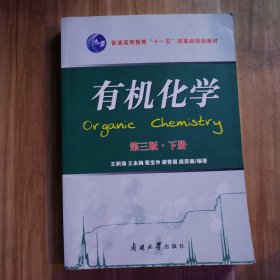 普通高等教育“十一五”国家级规划教材
有机化学
Organic Chemistry
第三版·下册
王积涛 王永梅 张宝申 胡青眉 庞美丽/编著
南开大学出版社